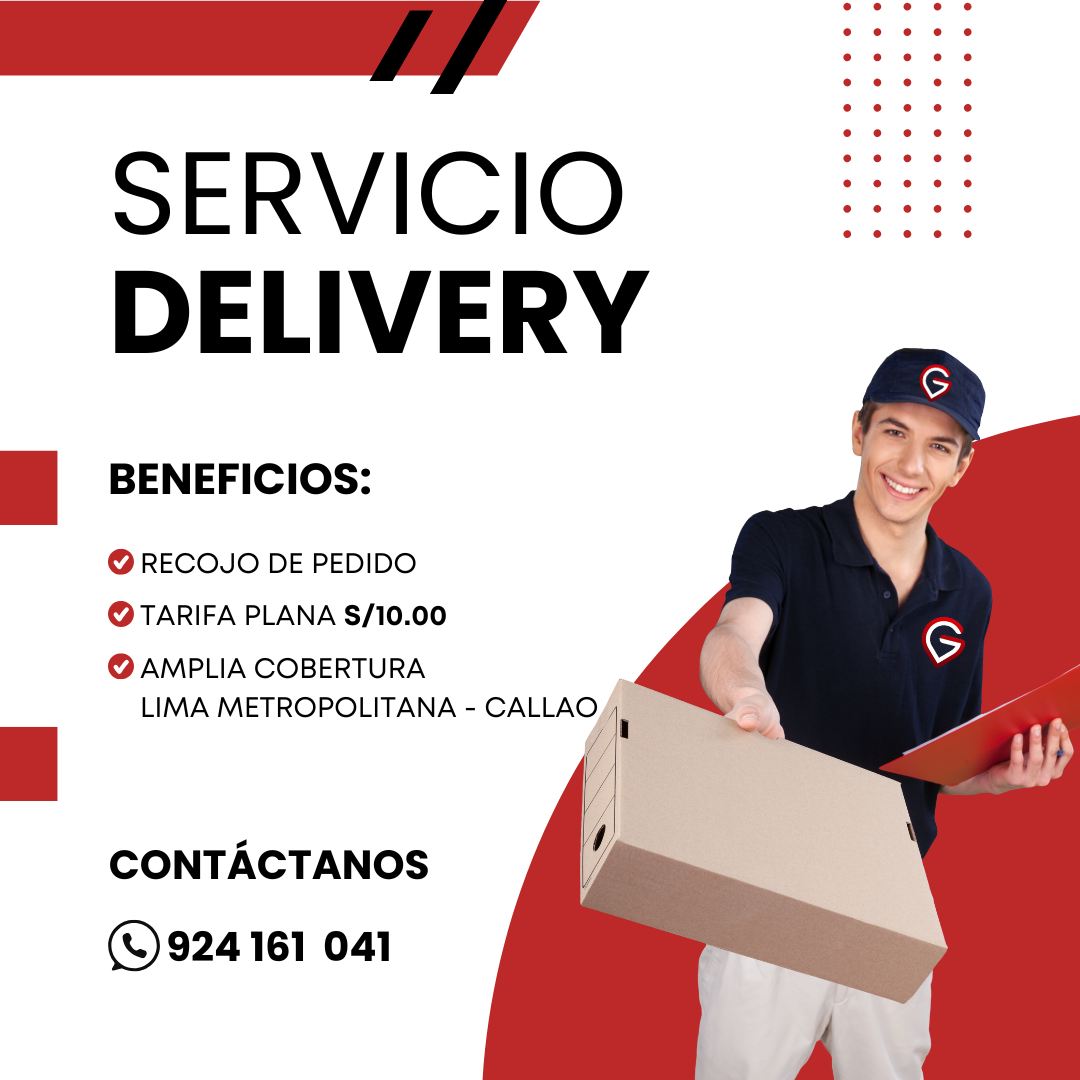 SERVICIO
DELIVERY
BENEFICIOS:
RECOJO DE PEDIDO
TARIFA PLANA S/10.00
AMPLIA COBERTURA
LIMA METROPOLITANA - CALLAO
CONTÁCTANOS
924 161 041
G
G